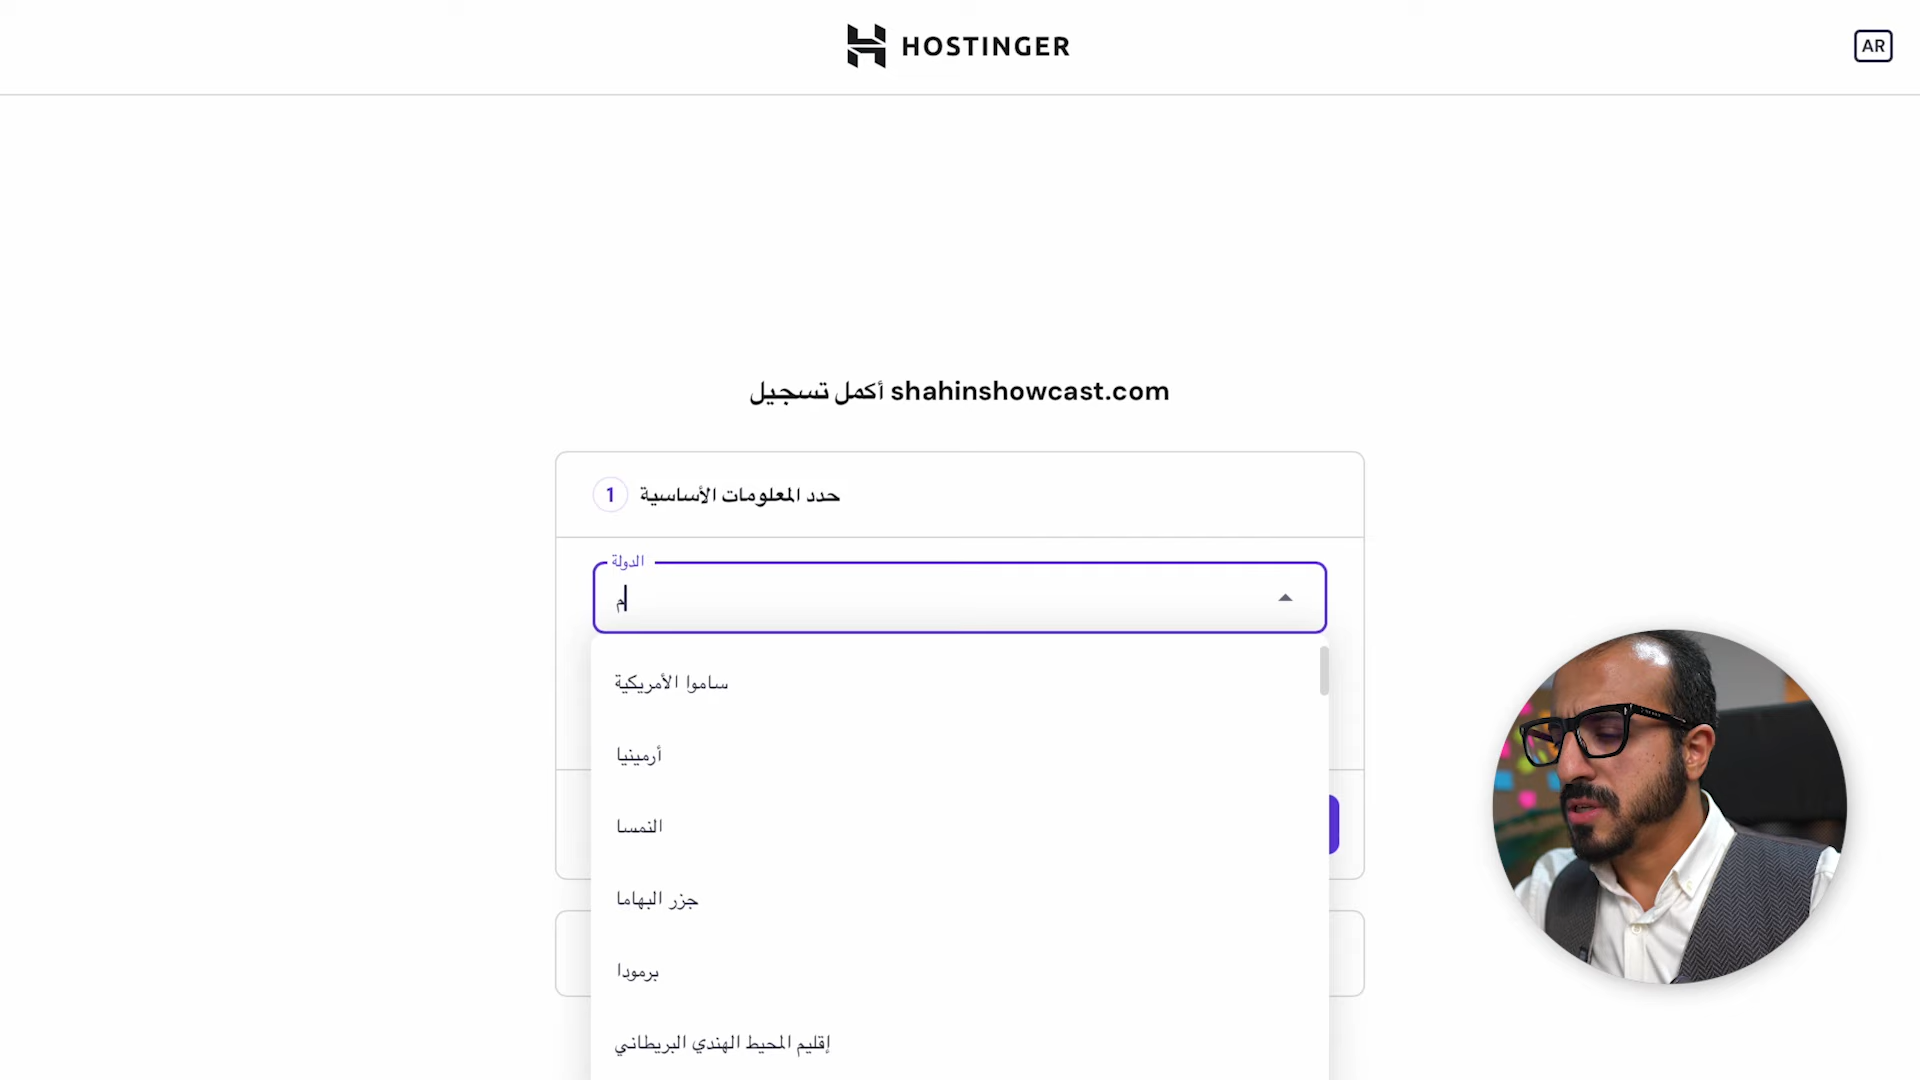 HOSTINGER
AR
أكمل تسجيل shahinshowcast.com
1 حدد المعلومات الأساسية
الدولة
م
ساموا الأمريكية
أرمينيا
النمسا
جزر البهاما
برمودا
إقليم المحيط الهندي البريطاني